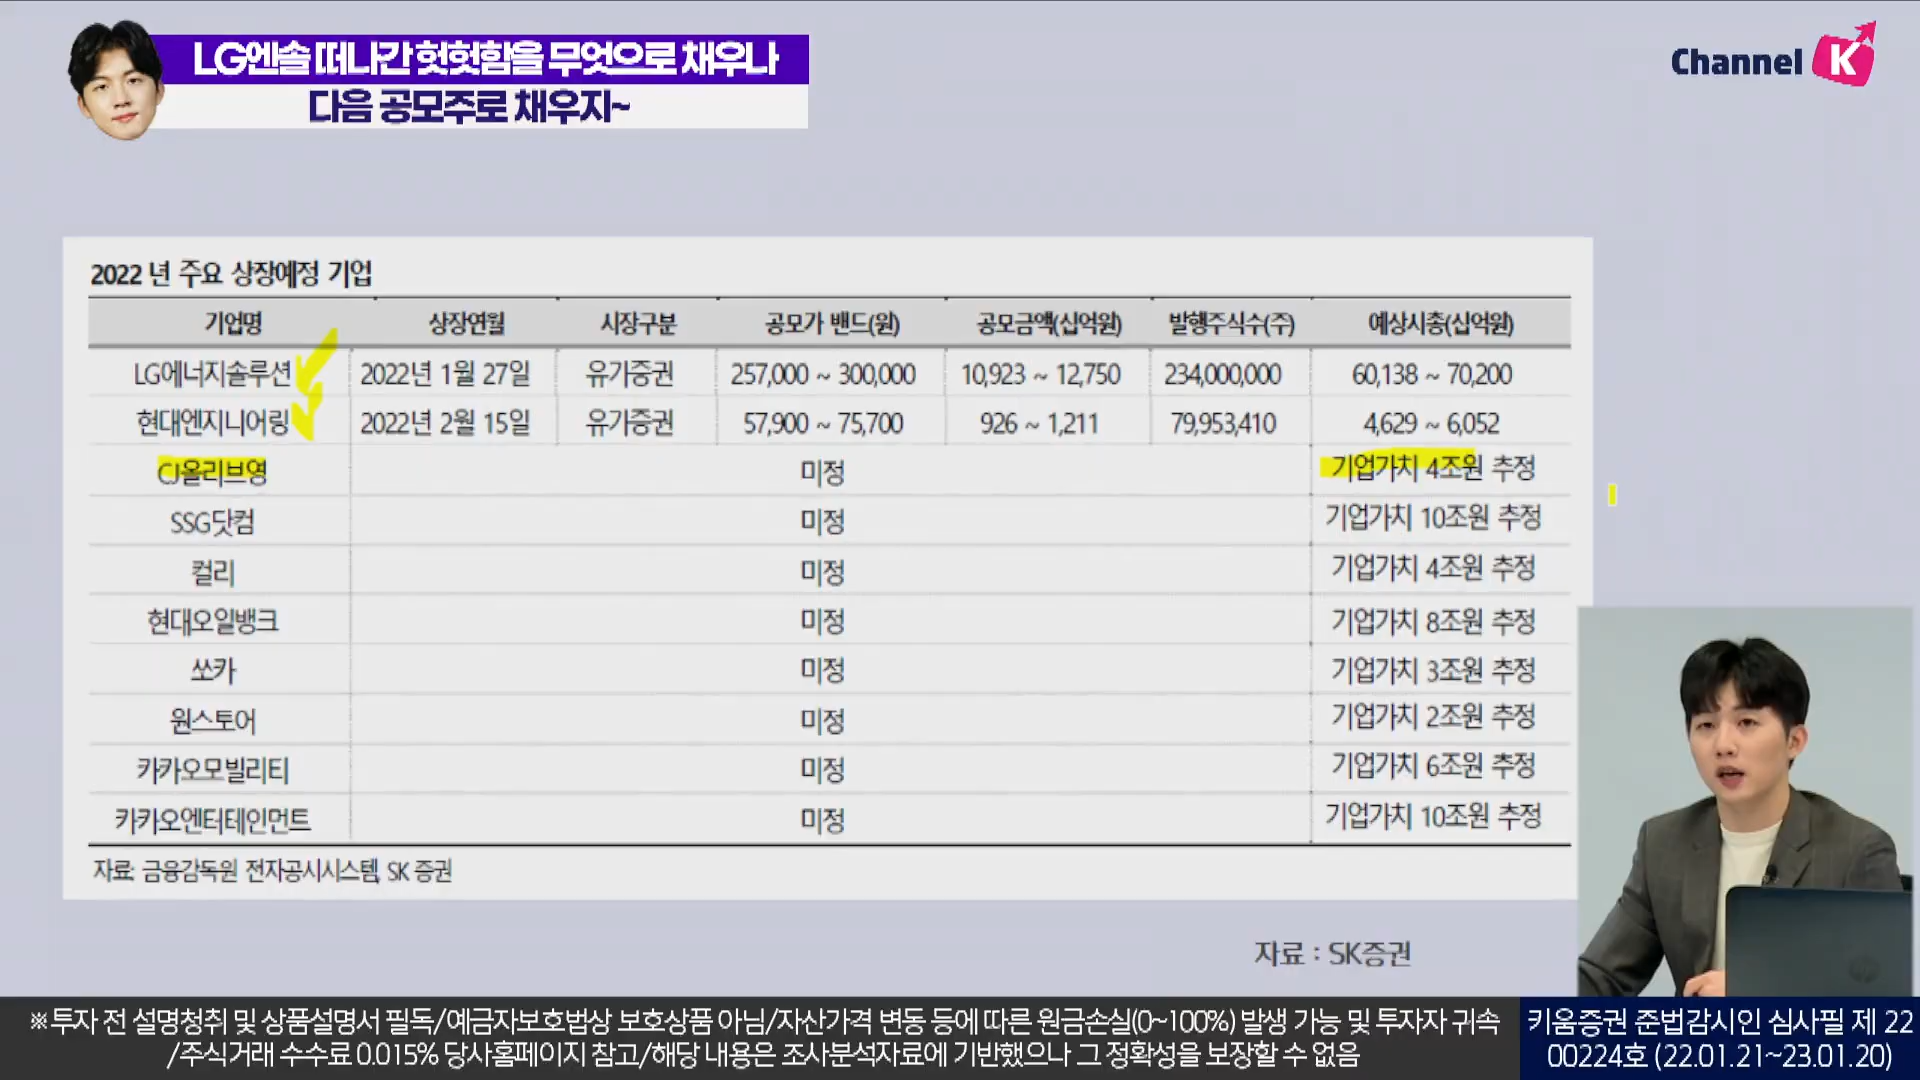 LG엔솔 떠나간 헛헛함을 무엇으로 채우나
다음 공모주로 채우지~
Channel K
2022년 주요 상장예정 기업
기업명 상장연월 시장구분 공모가 밴드(원) 공모금액(십억원) 발행주식수(주) 예상시총(십억원)
LG에너지솔루션 2022년 1월 27일 유가증권 257,000 ~ 300,000 10,923 ~ 12,750 234,000,000 60,138 ~ 70,200
현대엔지니어링 2022년 2월 15일 유가증권 57,900 ~ 75,700 926 ~ 1,211 79,953,410 4,629 ~ 6,052
CJ올리브영 미정 기업가치 4조원 추정
SSG닷컴 미정 기업가치 10조원 추정
컬리 미정 기업가치 4조원 추정
현대오일뱅크 미정 기업가치 8조원 추정
쏘카 미정 기업가치 3조원 추정
원스토어 미정 기업가치 2조원 추정
카카오모빌리티 미정 기업가치 6조원 추정
카카오엔터테인먼트 미정 기업가치 10조원 추정
자료: 금융감독원 전자공시시스템, SK 증권
자료 : SK증권
※투자 전 설명청취 및 상품설명서 필독/예금자보호법상 보호상품 아님/자산가격 변동 등에 따른 원금손실(0~100%) 발생 가능 및 투자자 귀속
/주식거래 수수료 0.015% 당사홈페이지 참고/해당 내용은 조사분석자료에 기반했으나 그 정확성을 보장할 수 없음
키움증권 준법감시인 심사필 제 22
00224호 (22.01.21~23.01.20)